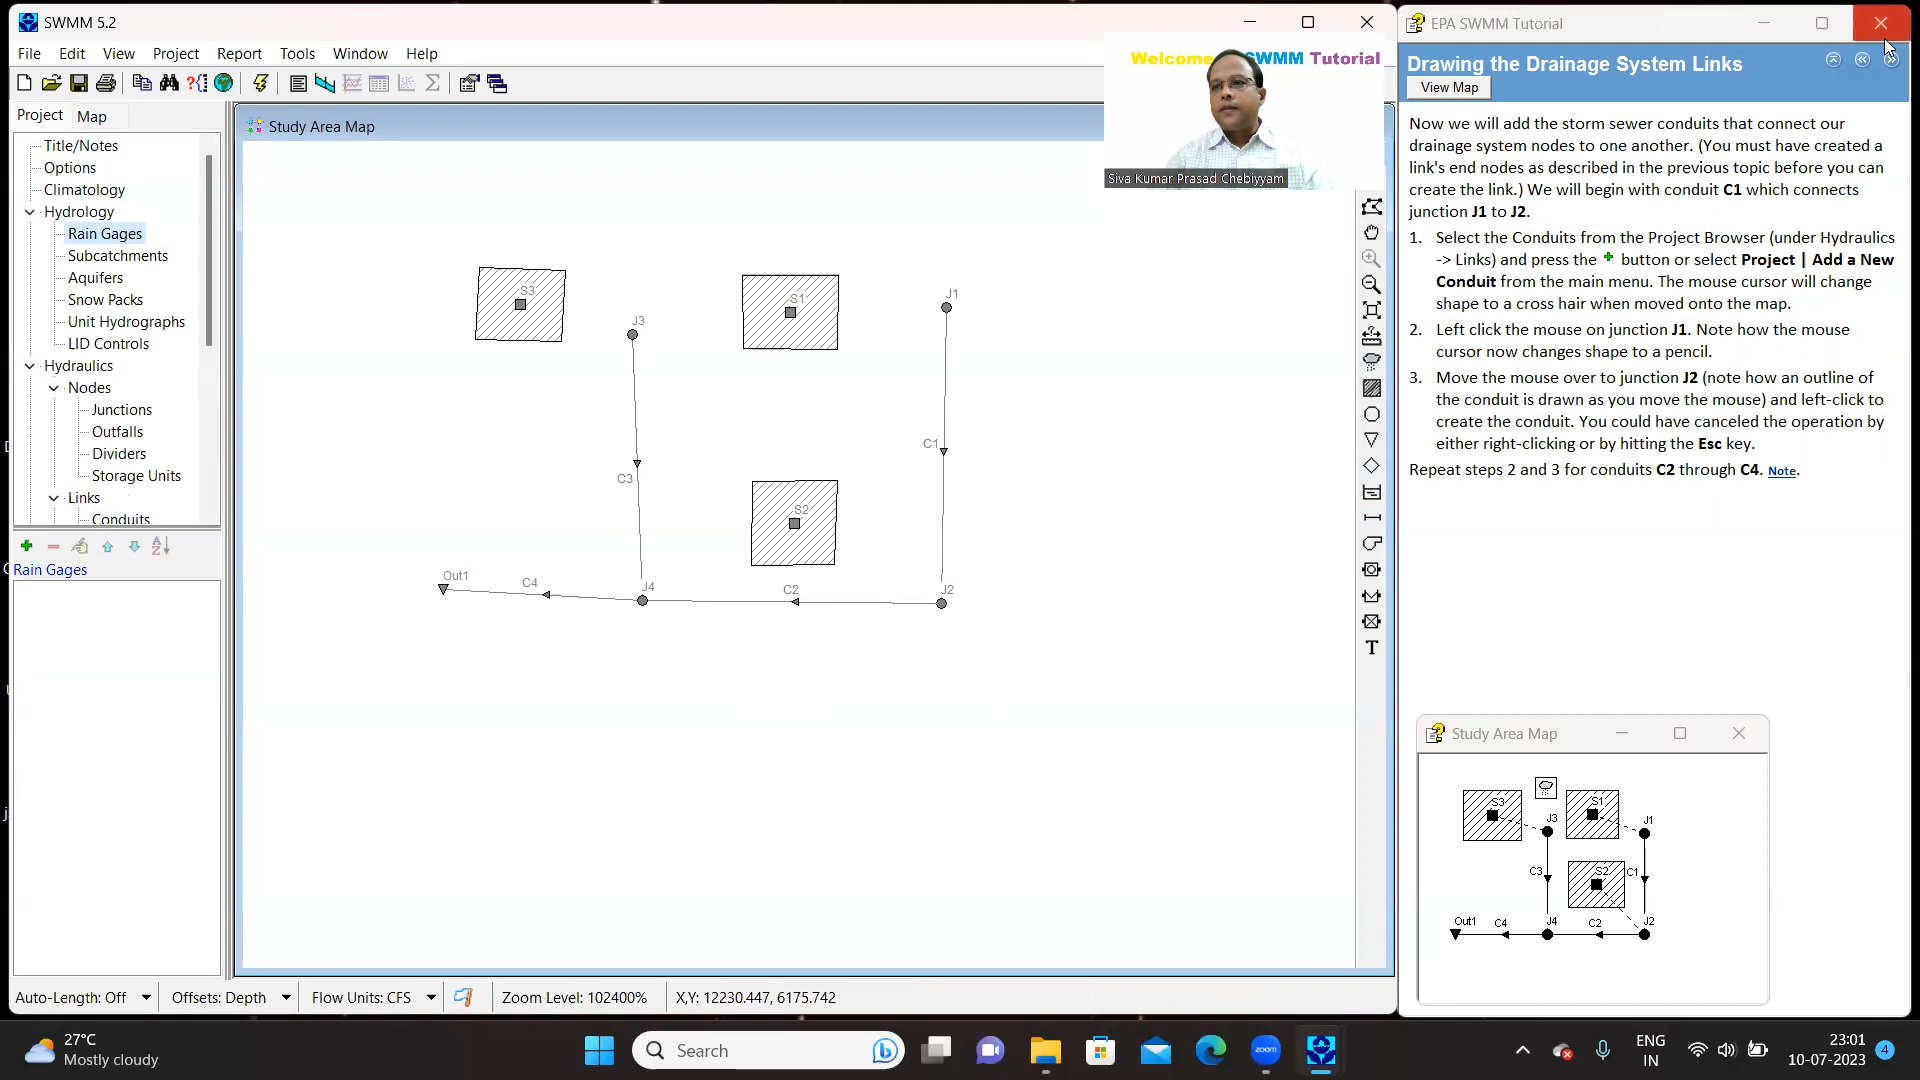 SWMM 5.2
File Edit View Project Report Tools Window Help
Welcome SWMM Tutorial
Siva Kumar Prasad Chebiyyam
Project Map
Title/Notes
Options
Climatology
Hydrology
Rain Gages
Subcatchments
Aquifers
Snow Packs
Unit Hydrographs
LID Controls
Hydraulics
Nodes
Junctions
Outfalls
Dividers
Storage Units
Links
Conduits
Rain Gages
Study Area Map
S3
S1
J1
J3
C1
C3
S2
Out1
C4
J4
C2
J2
T
Auto-Length: Off
Offsets: Depth
Flow Units: CFS
Zoom Level: 102400%
X,Y: 12230.447, 6175.742
EPA SWMM Tutorial
Drawing the Drainage System Links
View Map
Now we will add the storm sewer conduits that connect our
drainage system nodes to one another. (You must have created a
link's end nodes as described in the previous topic before you can
create the link.) We will begin with conduit C1 which connects
junction J1 to J2.
1. Select the Conduits from the Project Browser (under Hydraulics
-> Links) and press the + button or select Project | Add a New
Conduit from the main menu. The mouse cursor will change
shape to a cross hair when moved onto the map.
2. Left click the mouse on junction J1. Note how the mouse
cursor now changes shape to a pencil.
3. Move the mouse over to junction J2 (note how an outline of
the conduit is drawn as you move the mouse) and left-click to
create the conduit. You could have canceled the operation by
either right-clicking or by hitting the Esc key.
Repeat steps 2 and 3 for conduits C2 through C4. Note.
Study Area Map
S3
S1
J3
J1
C3
S2
C1
Out1
C4
J4
C2
J2
27°C
Mostly cloudy
Search
zoom
ENG
IN
23:01
10-07-2023
4